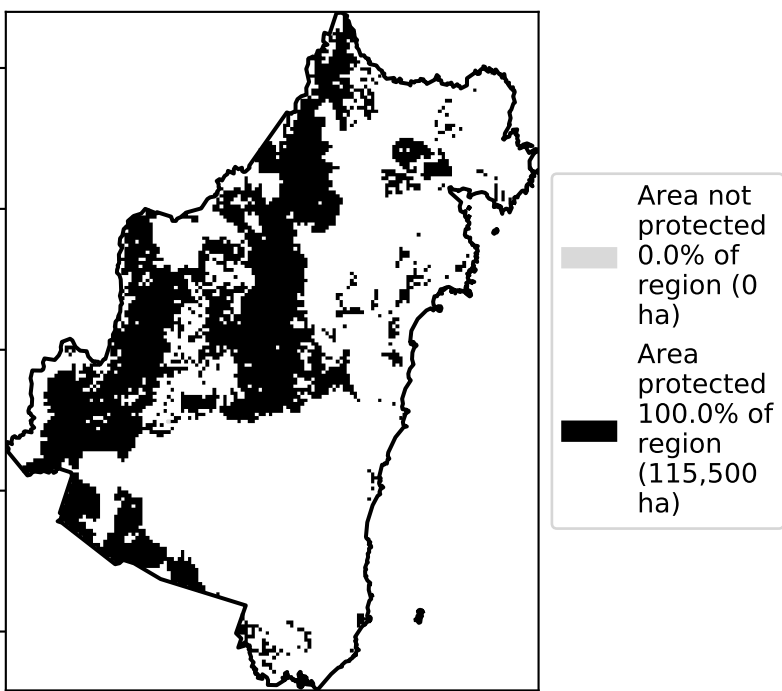 Area not
protected
0.0% of
region (0
ha)
Area
protected
100.0% of
region
(115,500
ha)